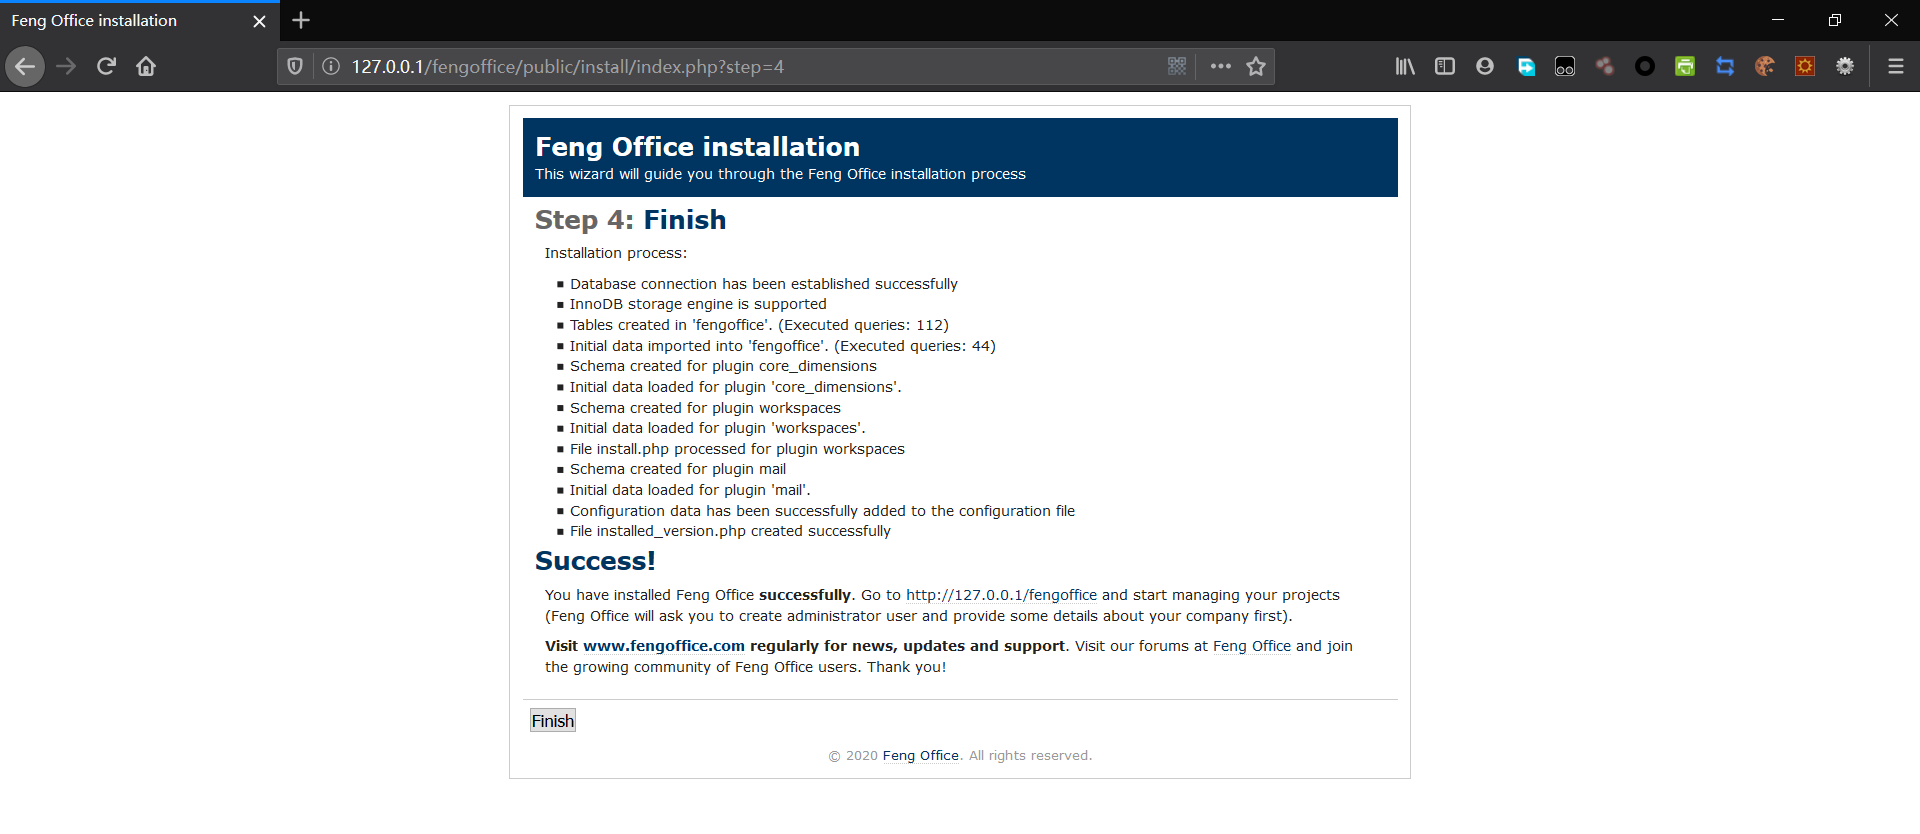 Feng Office installation
127.0.0.1/fengoffice/public/install/index.php?step=4
Feng Office installation
This wizard will guide you through the Feng Office installation process
Step 4: Finish
Installation process:
Database connection has been established successfully
InnoDB storage engine is supported
Tables created in 'fengoffice'. (Executed queries: 112)
Initial data imported into 'fengoffice'. (Executed queries: 44)
Schema created for plugin core_dimensions
Initial data loaded for plugin 'core_dimensions'.
Schema created for plugin workspaces
Initial data loaded for plugin 'workspaces'.
File install.php processed for plugin workspaces
Schema created for plugin mail
Initial data loaded for plugin 'mail'.
Configuration data has been successfully added to the configuration file
File installed_version.php created successfully
Success!
You have installed Feng Office successfully. Go to http://127.0.0.1/fengoffice and start managing your projects
(Feng Office will ask you to create administrator user and provide some details about your company first).
Visit www.fengoffice.com regularly for news, updates and support. Visit our forums at Feng Office and join
the growing community of Feng Office users. Thank you!
Finish
© 2020 Feng Office. All rights reserved.